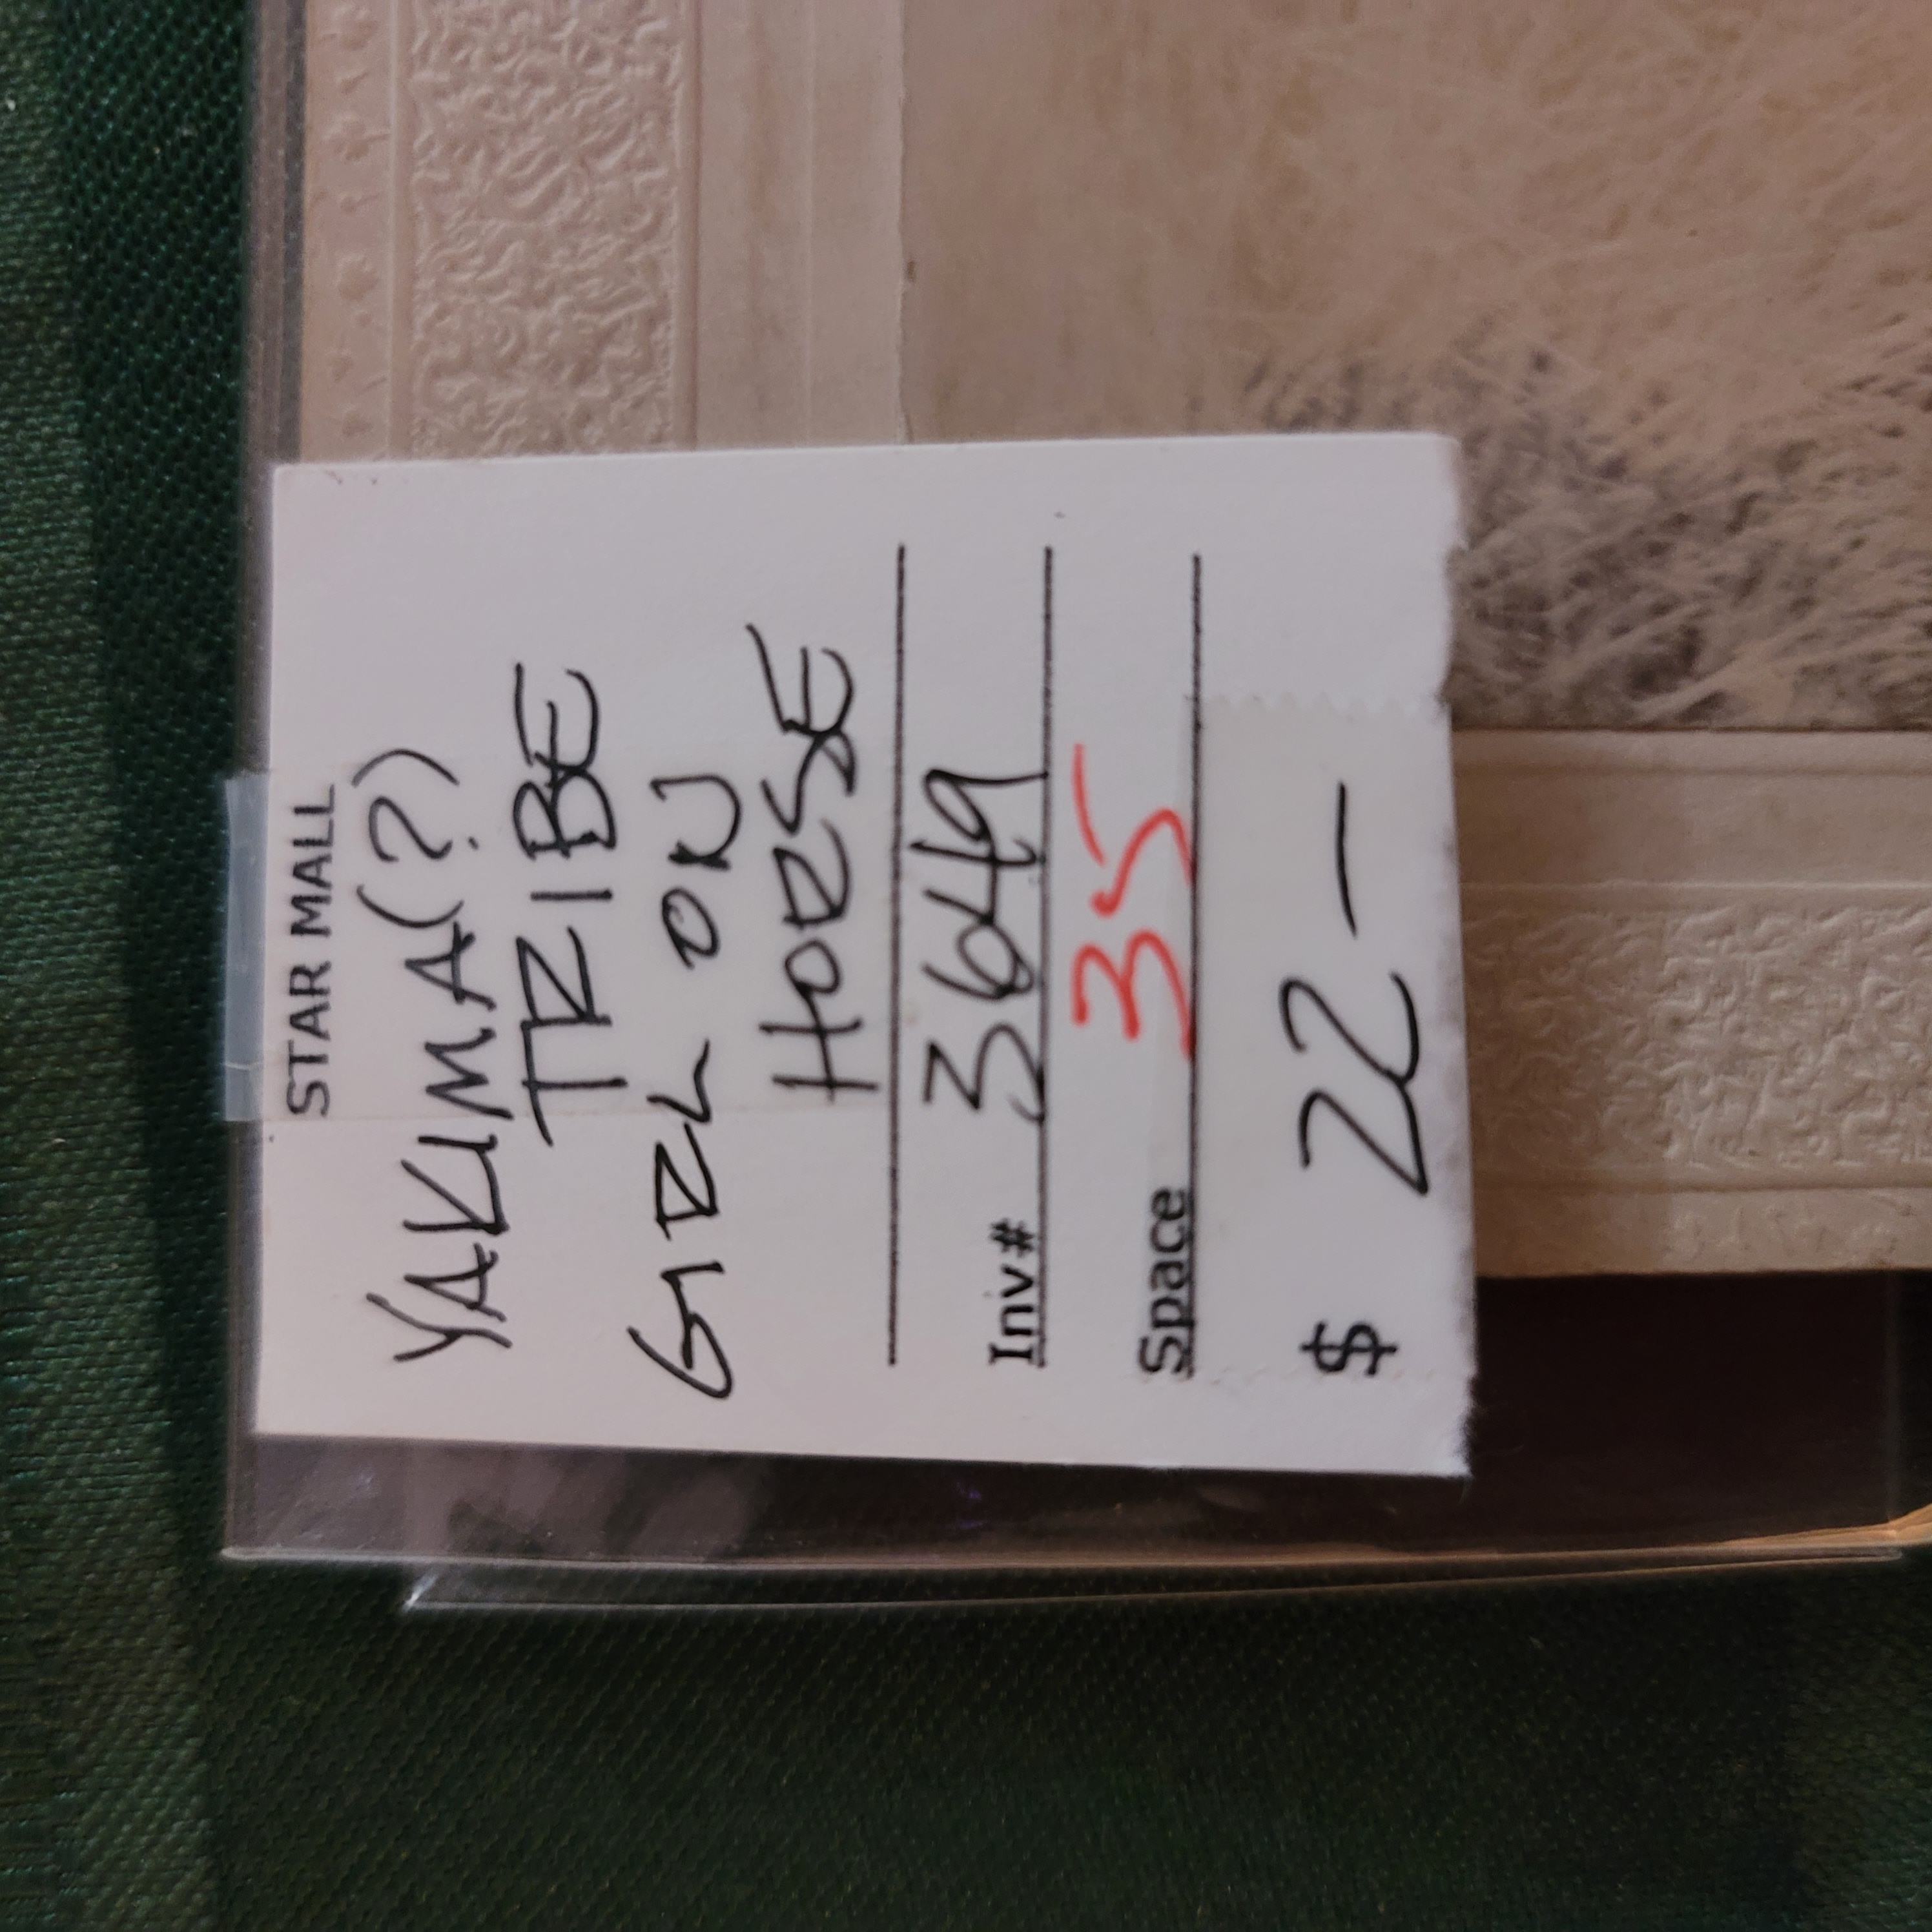 STAR MALL
YAKIMA(?)
TRIBE
GIRL ON
HORSE
Inv# 3649
Space 35
$ 22 —